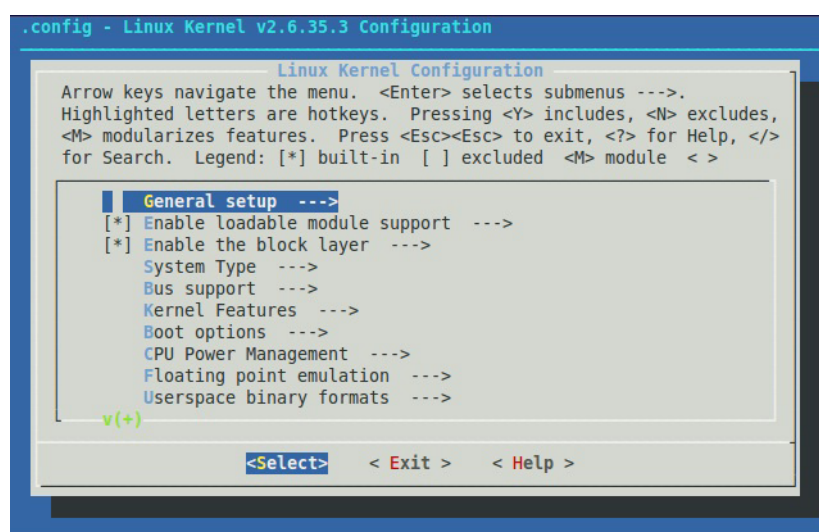 .config - Linux Kernel v2.6.35.3 Configuration
Linux Kernel Configuration
Arrow keys navigate the menu.  <Enter> selects submenus --->.
Highlighted letters are hotkeys.  Pressing <Y> includes, <N> excludes,
<M> modularizes features.  Press <Esc><Esc> to exit, <?> for Help, </>
for Search.  Legend: [*] built-in  [ ] excluded  <M> module  < >
General setup  --->
[*] Enable loadable module support  --->
[*] Enable the block layer  --->
System Type  --->
Bus support  --->
Kernel Features  --->
Boot options  --->
CPU Power Management  --->
Floating point emulation  --->
Userspace binary formats  --->
v(+)
<Select>    < Exit >    < Help >